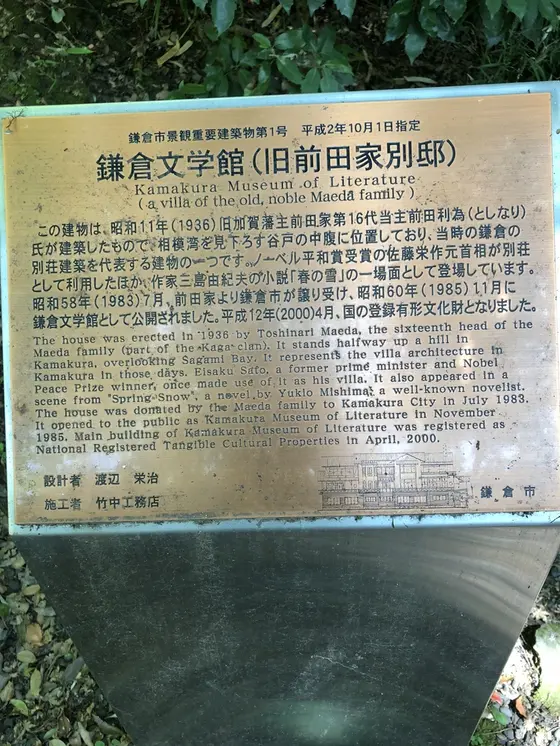 鎌倉市景観重要建築物第1号　平成2年10月1日指定
鎌倉文学館(旧前田家別邸)
Kamakura Museum of Literature
(a villa of the old, noble Maeda family)
この建物は、昭和11年(1936)旧加賀藩主前田家第16代当主前田利為(としなり)
氏が建築したもので、相模湾を見下ろす谷戸の中腹に位置しており、当時の鎌倉の
別荘建築を代表する建物の一つです。ノーベル平和賞受賞の佐藤栄作元首相が別荘
として利用したほか、作家三島由紀夫の小説「春の雪」の一場面として登場しています。
昭和58年(1983)7月、前田家より鎌倉市が譲り受け、昭和60年(1985)11月に
鎌倉文学館として公開されました。平成12年(2000)4月、国の登録有形文化財となりました。
The house was erected in 1936 by Toshinari Maeda, the sixteenth head of the
Maeda family (part of the Kaga clan). It stands halfway up a hill in
Kamakura, overlooking Sagami Bay. It represents the villa architecture in
Kamakura in those days. Eisaku Sato, a former prime minister and Nobel
Peace Prize winner, once made use of it as his villa. It also appeared in a
scene from "Spring Snow", a novel by Yukio Mishima, a well-known novelist.
The house was donated by the Maeda family to Kamakura City in July 1983.
It opened to the public as Kamakura Museum of Literature in November
1985. Main building of Kamakura Museum of Literature was registered as
National Registered Tangible Cultural Properties in April, 2000.
設計者　渡辺　栄治
施工者　竹中工務店
鎌倉市